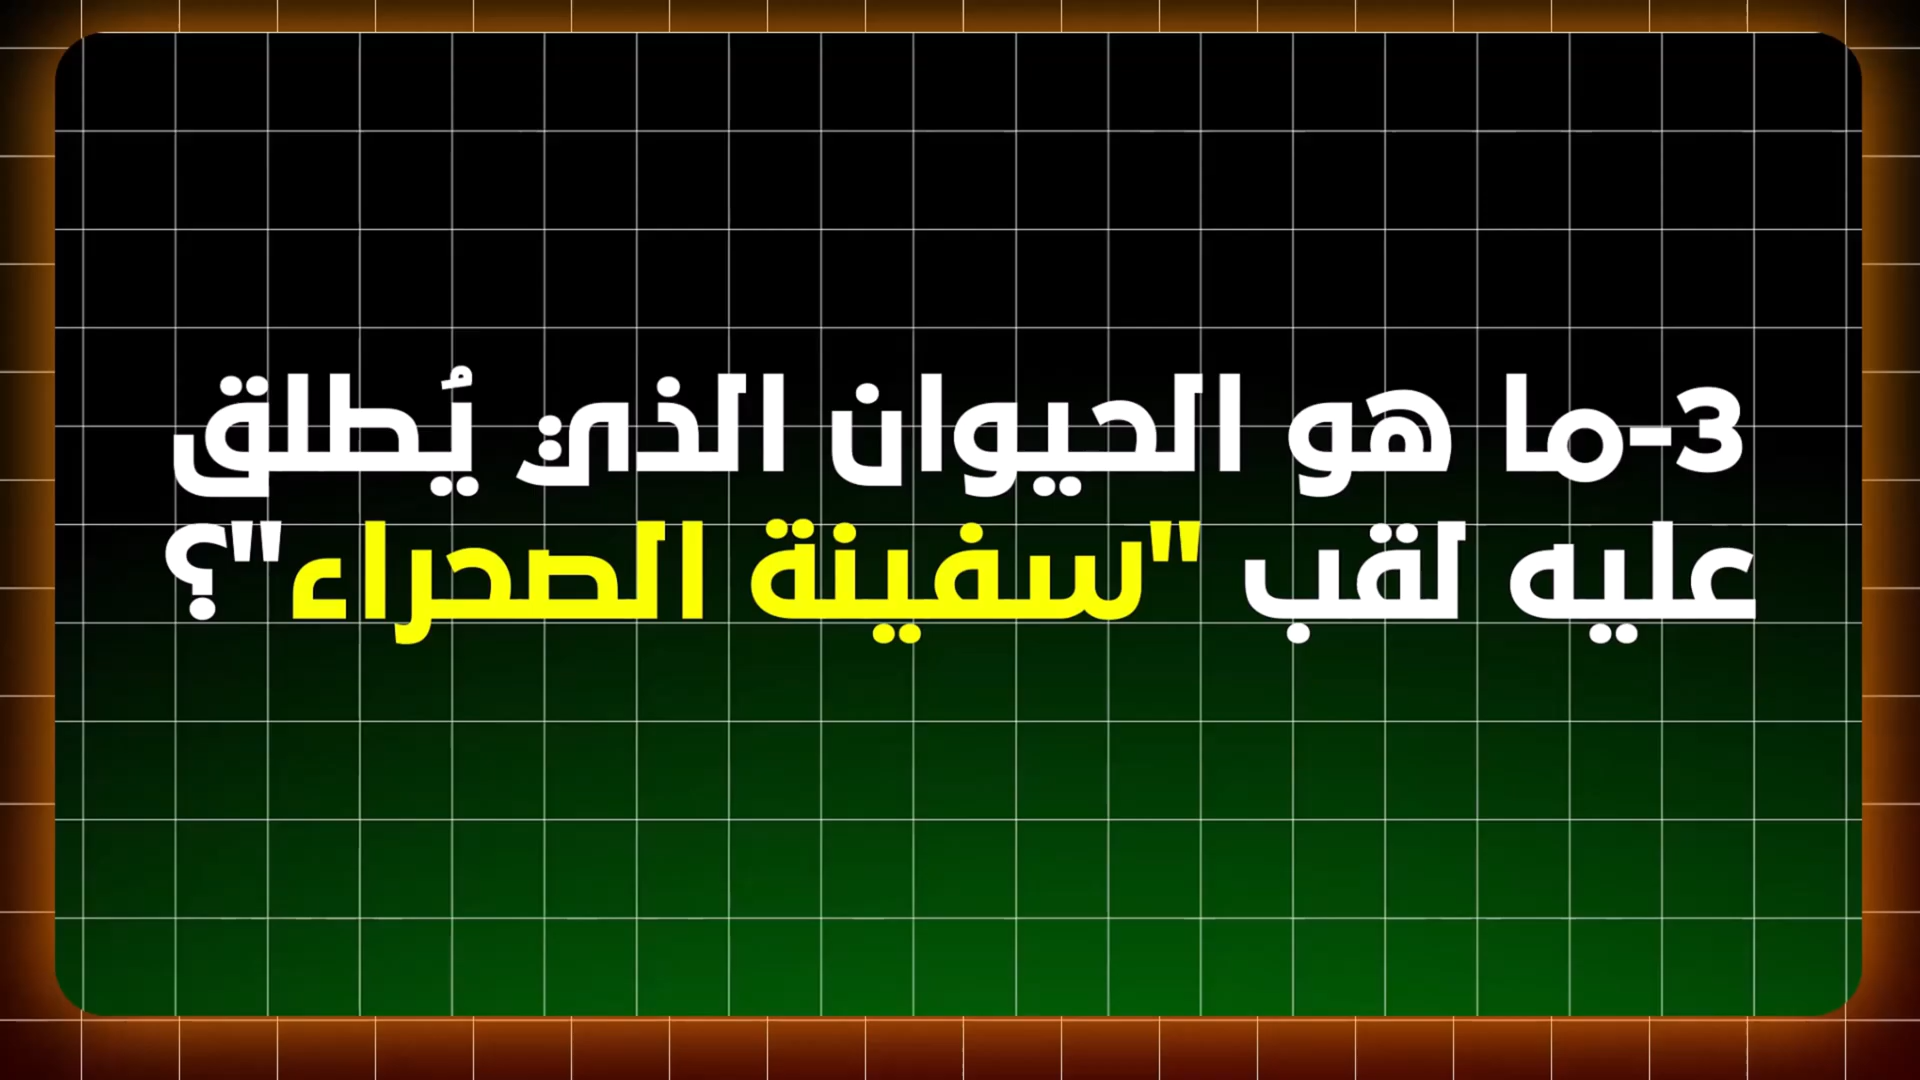 3-ما هو الحيوان الذي يُطلق
عليه لقب "سفينة الصحراء"؟